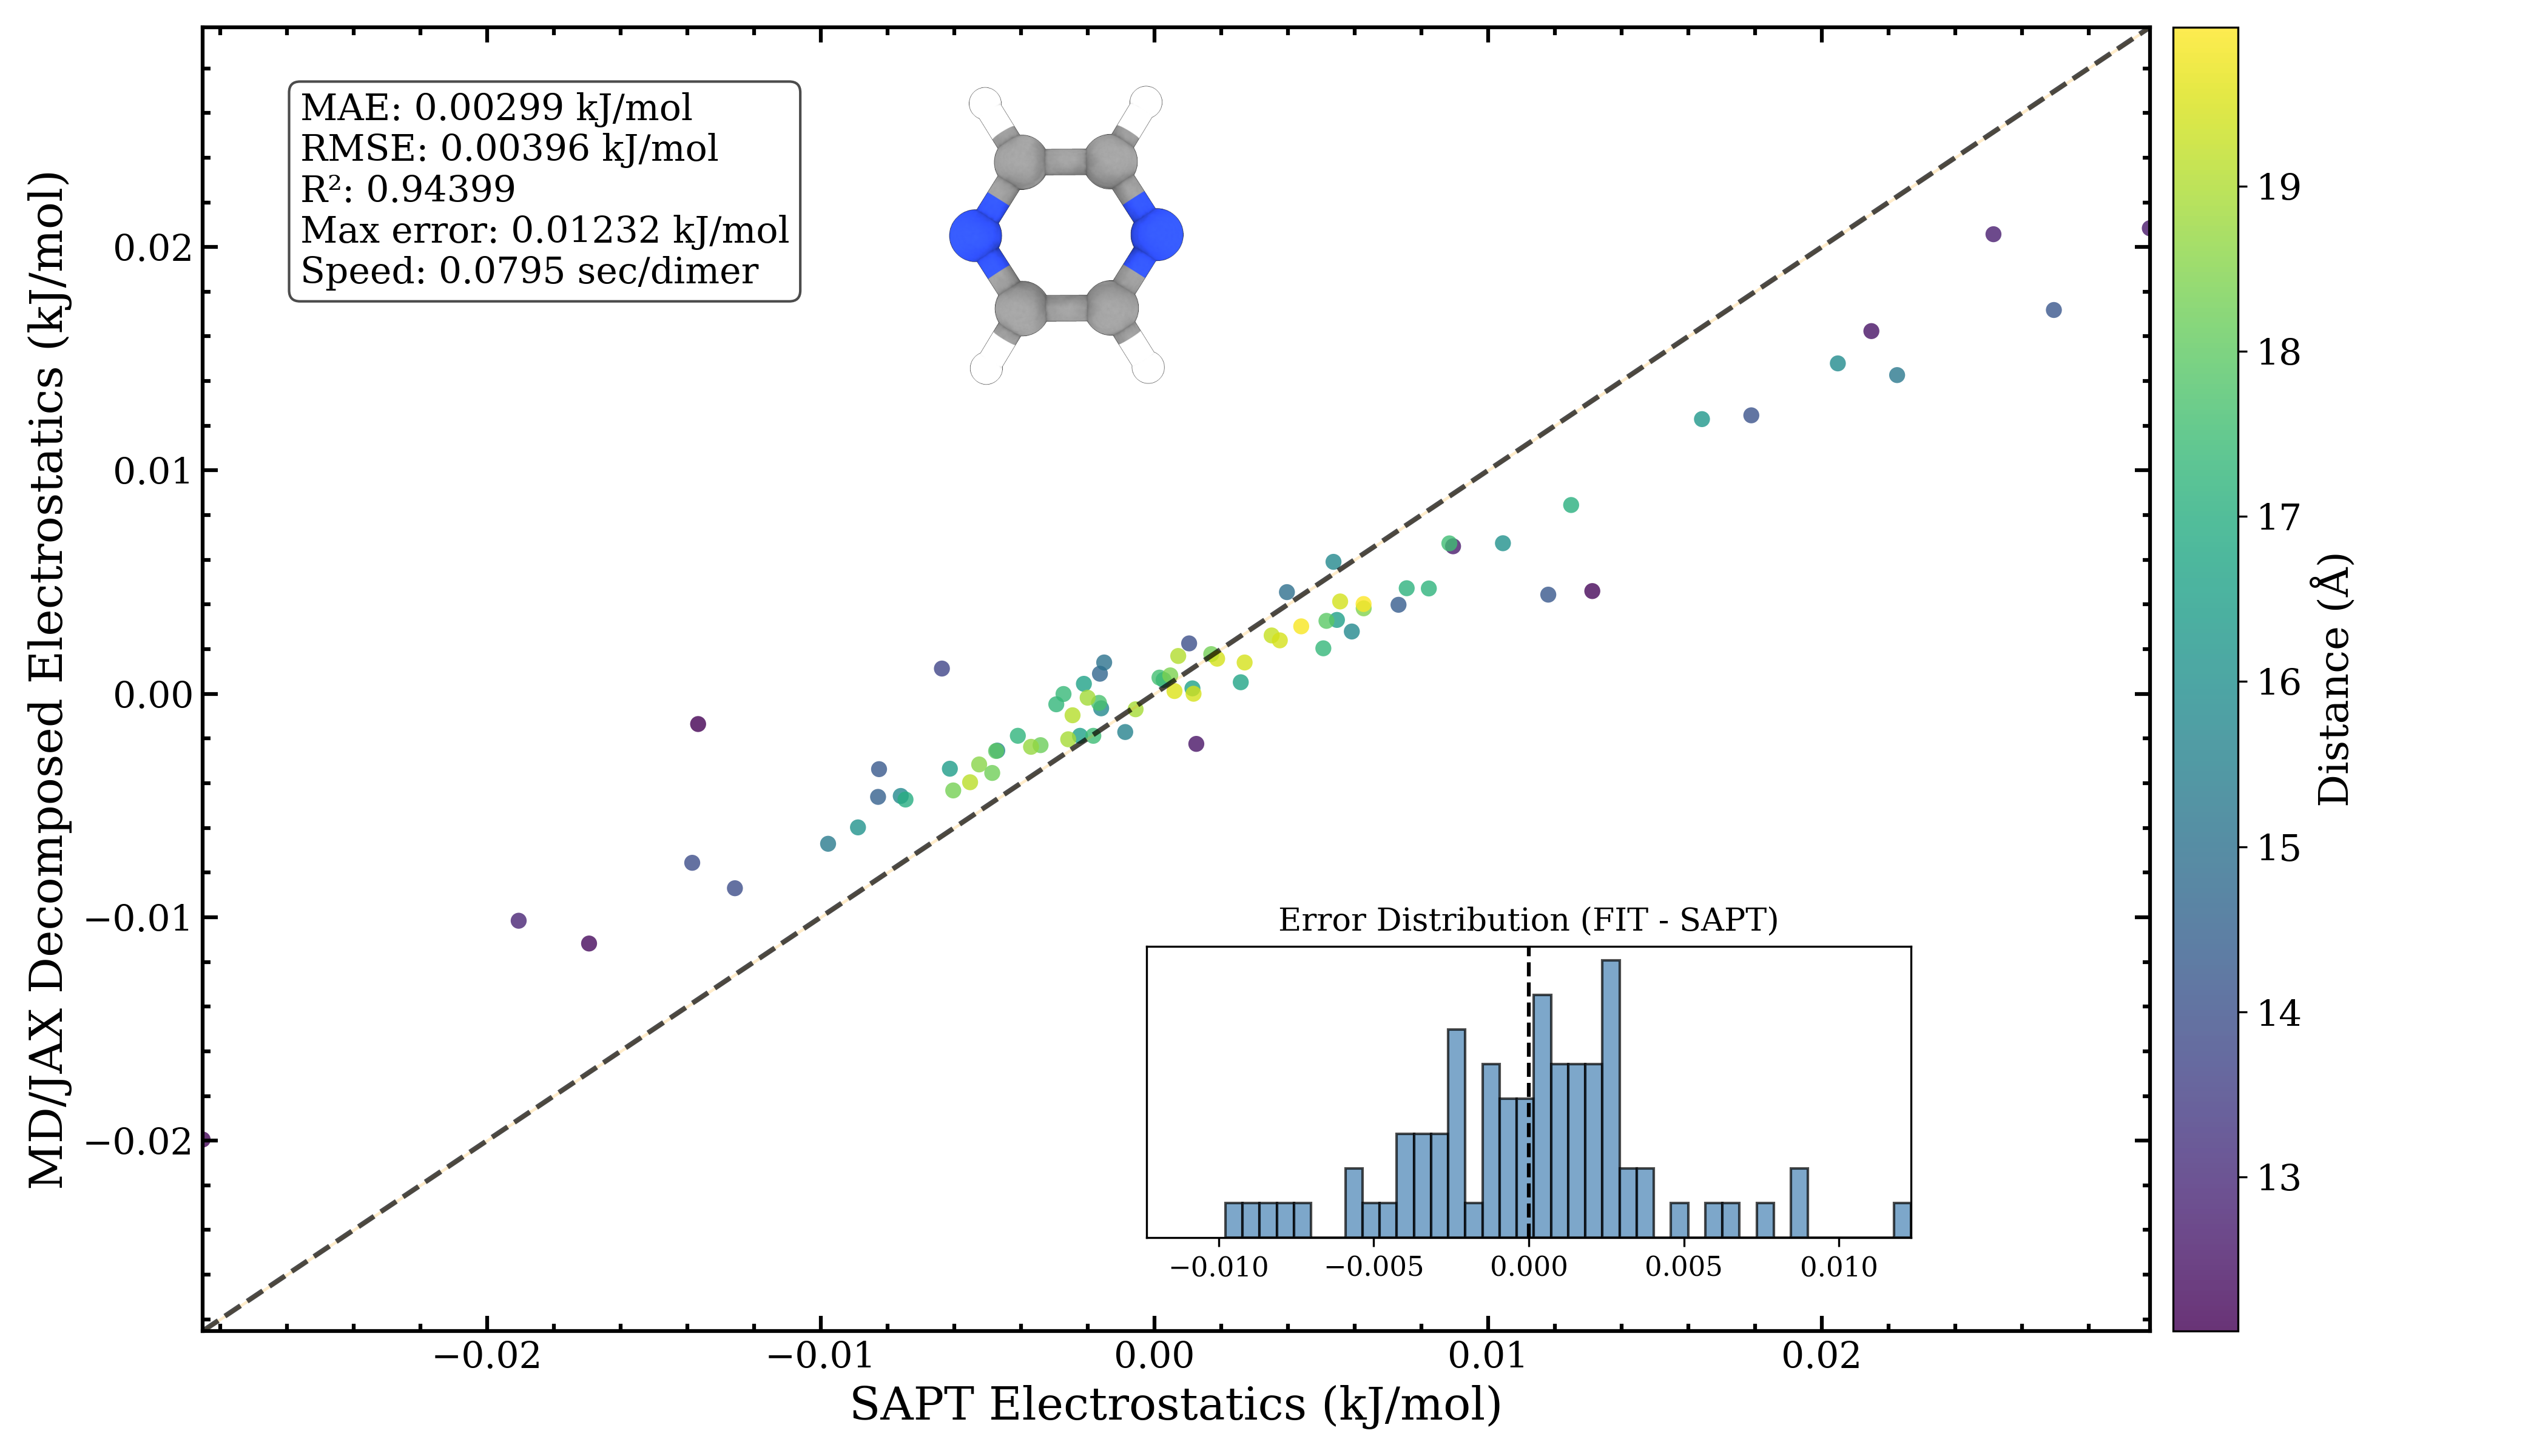 MAE: 0.00299 kJ/mol
RMSE: 0.00396 kJ/mol
R²: 0.94399
Max error: 0.01232 kJ/mol
Speed: 0.0795 sec/dimer
MD/JAX Decomposed Electrostatics (kJ/mol)
0.02
0.01
0.00
−0.01
−0.02
−0.02
−0.01
0.00
0.01
0.02
SAPT Electrostatics (kJ/mol)
Error Distribution (FIT - SAPT)
−0.010
−0.005
0.000
0.005
0.010
19
18
17
16
15
14
13
Distance (Å)